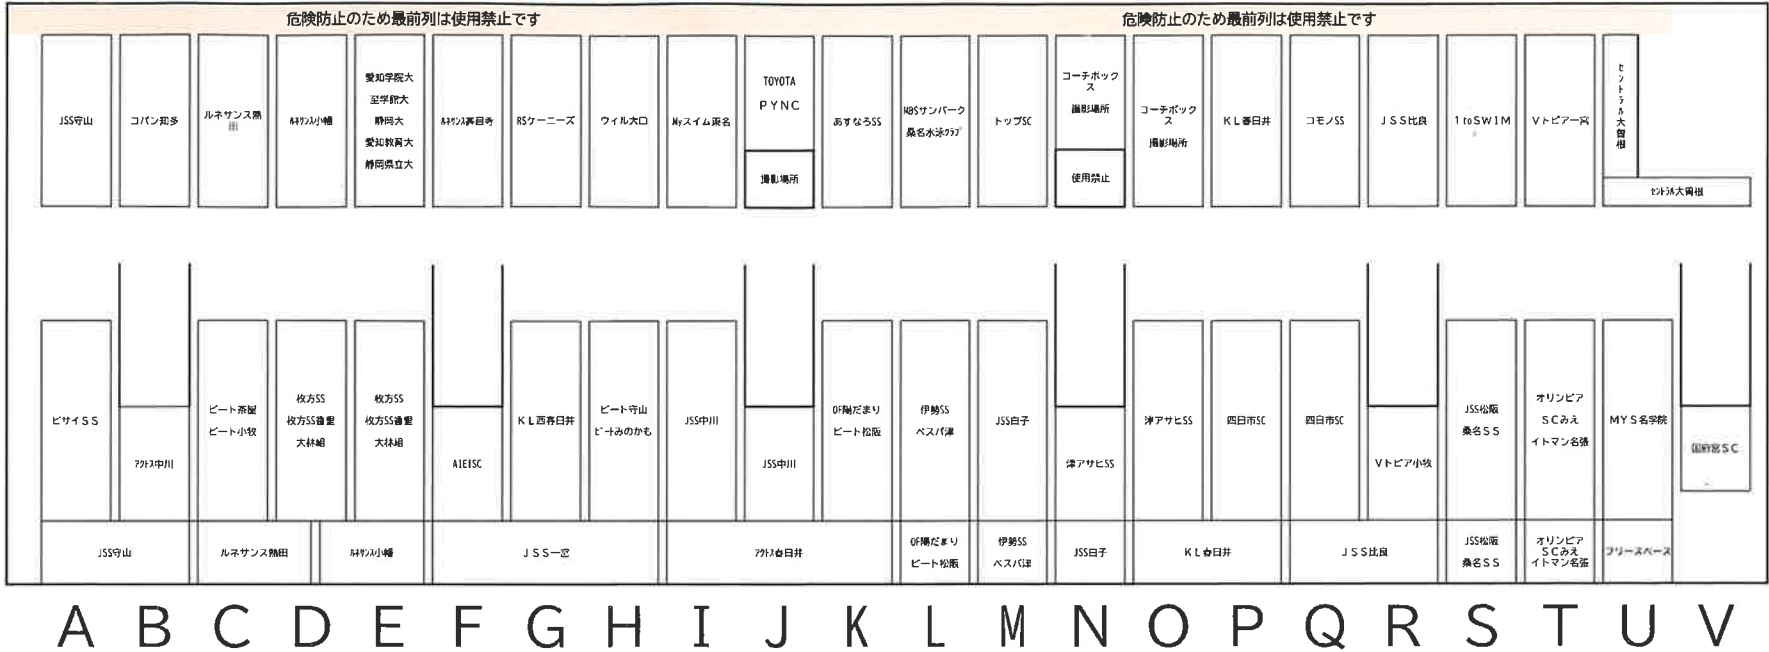 危険防止のため最前列は使用禁止です
危険防止のため最前列は使用禁止です
JSS守山
コパン知多
ルネサンス熱
田
ﾙﾈｻﾝｽ小幡
愛知学院大
至学館大
静岡大
愛知教育大
静岡県立大
ﾙﾈｻﾝｽ甚目寺
RSケーニーズ
ウィル大口
Myスイム東名
TOYOTA
PYNC
撮影場所
あすなろSS
NBSサンパーク
桑名水泳ｸﾗﾌﾞ
トップSC
コーチボック
ス
撮影場所
使用禁止
コーチボック
ス
撮影場所
KL春日井
コモノSS
JSS比良
1toSWIM
Vトピア一宮
セントラル大曽根
ｾﾝﾄﾗﾙ大曽根
ビサイSS
ｱｸﾄｽ中川
ビート茶屋
ビート小牧
枚方SS
枚方SS香里
大林組
枚方SS
枚方SS香里
大林組
KL西春日井
ビート守山
ﾋﾞｰﾄみのかも
JSS中川
JSS中川
OF陽だまり
ビート松阪
伊勢SS
ベスパ津
JSS白子
津アサヒSS
津アサヒSS
四日市SC
四日市SC
Vトピア小牧
JSS松阪
桑名SS
オリンピア
SCみえ
イトマン名張
MYS名学院
国府宮SC
JSS守山
ルネサンス熱田
ﾙﾈｻﾝｽ小幡
JSS一宮
ｱｸﾄｽ春日井
OF陽だまり
ビート松阪
伊勢SS
ベスパ津
JSS白子
KL春日井
JSS比良
JSS松阪
桑名SS
オリンピア
SCみえ
イトマン名張
フリースペース
A B C D E F G H I J K L M N O P Q R S T U V